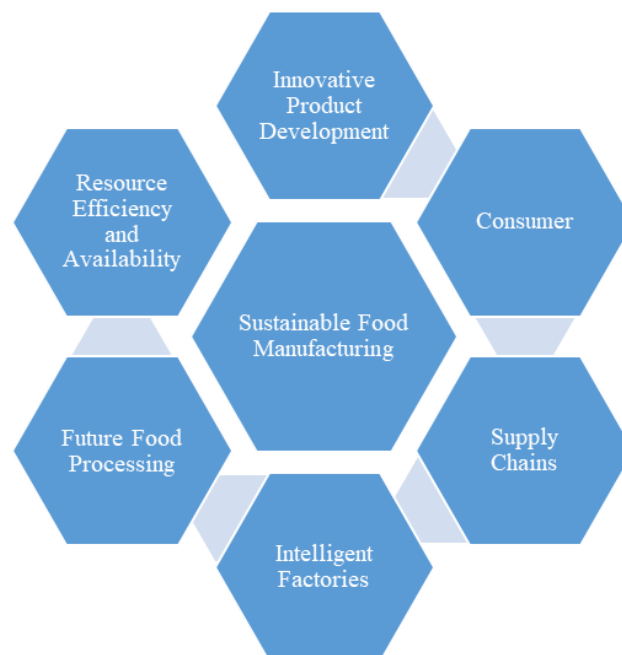 Innovative
Product
Development
Resource
Efficiency
and
Availability
Consumer
Sustainable Food
Manufacturing
Future Food
Processing
Supply
Chains
Intelligent
Factories